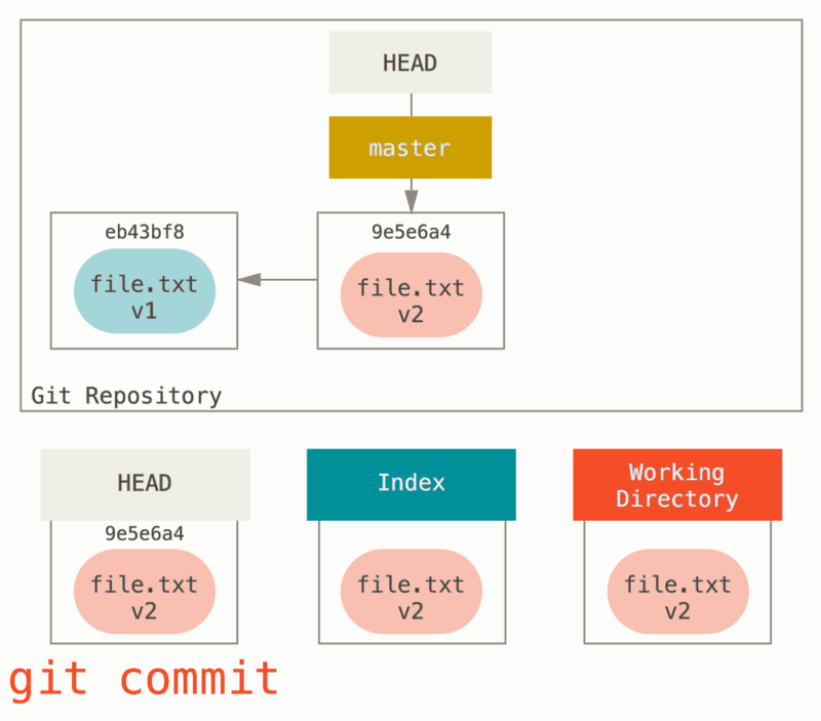 HEAD
master
eb43bf8
9e5e6a4
file.txt
v1
file.txt
v2
Git Repository
HEAD
Index
Working
Directory
9e5e6a4
file.txt
v2
file.txt
v2
file.txt
v2
git commit